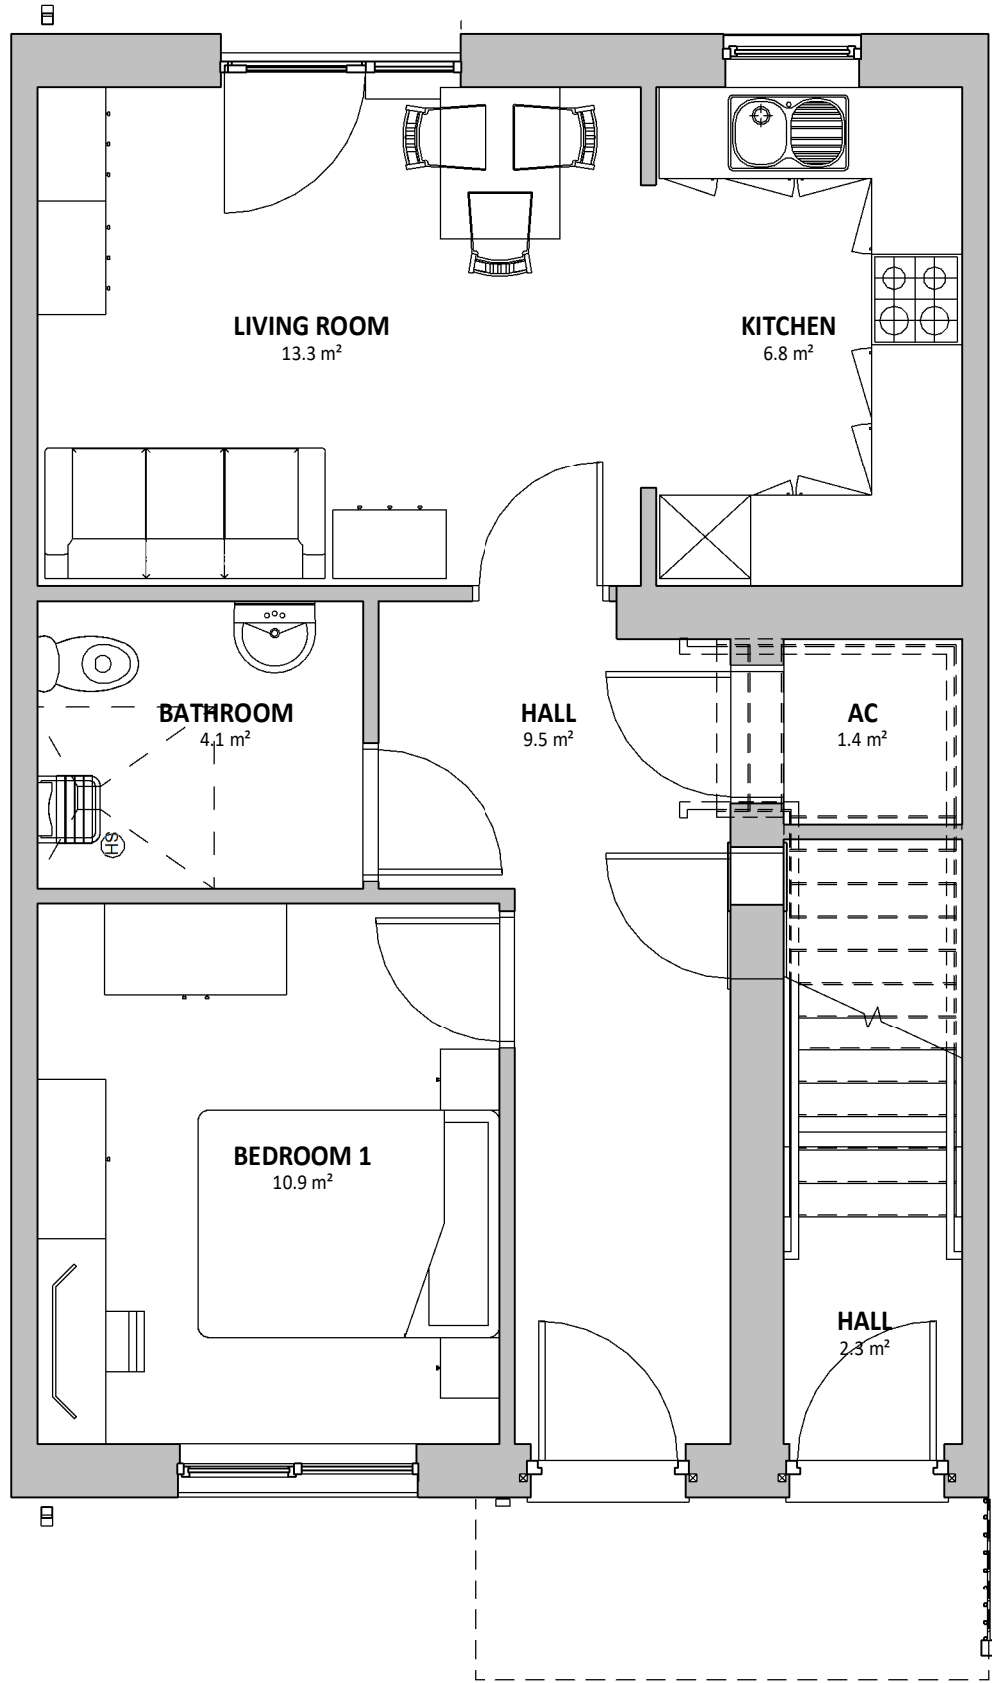 LIVING ROOM
13.3 m²
KITCHEN
6.8 m²
BATHROOM
4.1 m²
HALL
9.5 m²
AC
1.4 m²
HS
BEDROOM 1
10.9 m²
HALL
2.3 m²